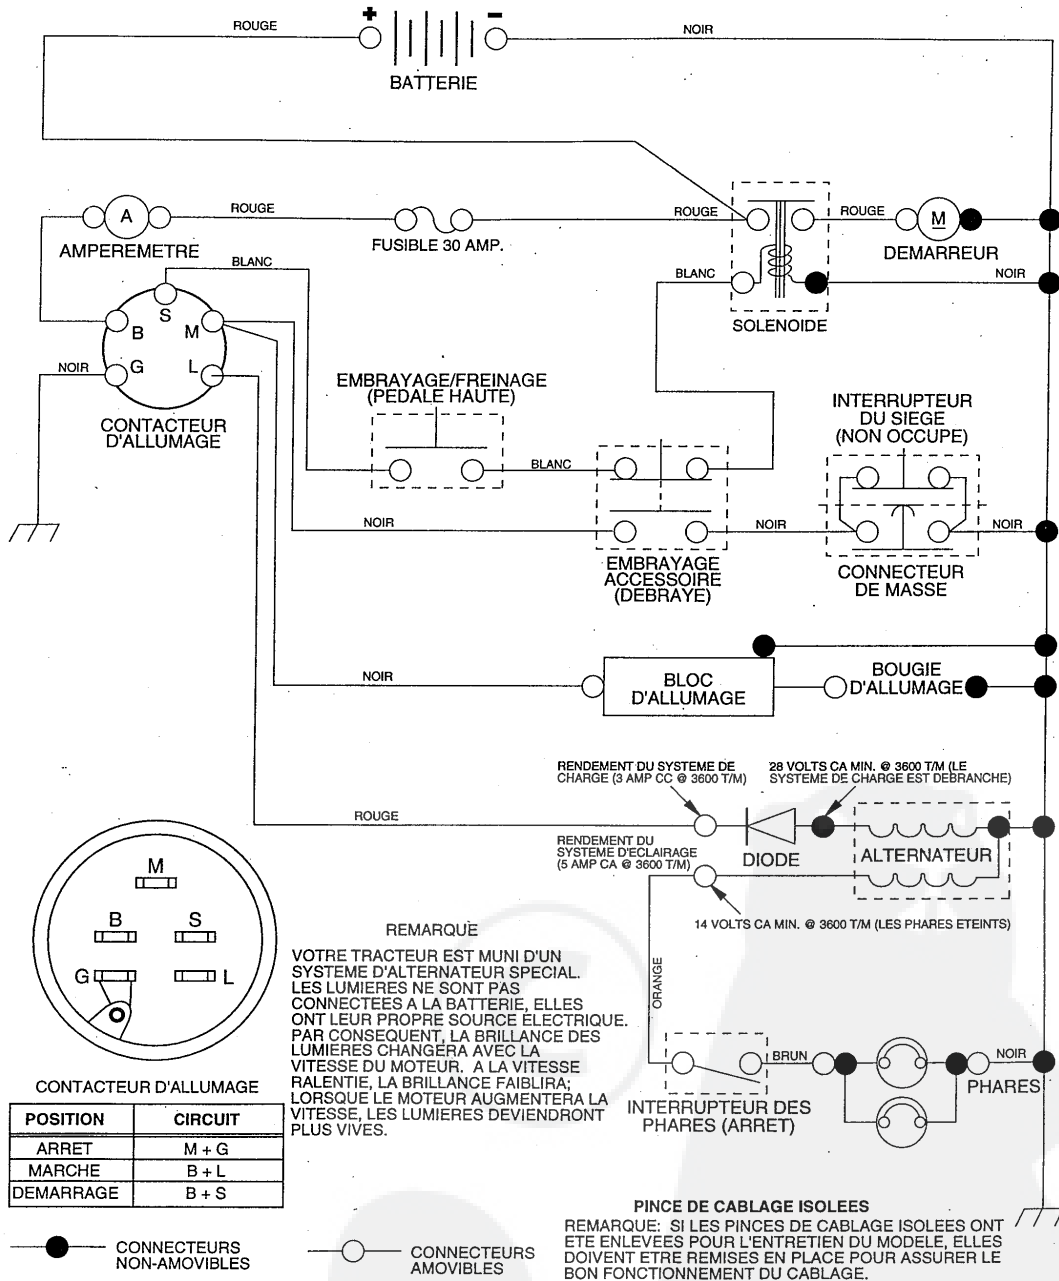 + -
ROUGE
NOIR
BATTERIE
A
ROUGE
ROUGE
ROUGE
M
AMPEREMETRE
FUSIBLE 30 AMP.
DEMARREUR
BLANC
BLANC
NOIR
SOLENOIDE
S
B
M
G
L
NOIR
CONTACTEUR
D'ALLUMAGE
EMBRAYAGE/FREINAGE
(PEDALE HAUTE)
INTERRUPTEUR
DU SIEGE
(NON OCCUPE)
BLANC
NOIR
NOIR
NOIR
EMBRAYAGE
ACCESSOIRE
(DEBRAYE)
CONNECTEUR
DE MASSE
NOIR
BLOC
D'ALLUMAGE
BOUGIE
D'ALLUMAGE
RENDEMENT DU SYSTEME DE
CHARGE (3 AMP CC @ 3600 T/M)
28 VOLTS CA MIN. @ 3600 T/M (LE
SYSTEME DE CHARGE EST DEBRANCHE)
ROUGE
RENDEMENT DU
SYSTEME D'ECLAIRAGE
(5 AMP CA @ 3600 T/M)
DIODE
ALTERNATEUR
14 VOLTS CA MIN. @ 3600 T/M (LES PHARES ETEINTS)
M
B
S
G
L
REMARQUE
VOTRE TRACTEUR EST MUNI D'UN
SYSTEME D'ALTERNATEUR SPECIAL.
LES LUMIERES NE SONT PAS
CONNECTEES A LA BATTERIE, ELLES
ONT LEUR PROPRE SOURCE ELECTRIQUE.
PAR CONSEQUENT, LA BRILLANCE DES
LUMIERES CHANGERA AVEC LA
VITESSE DU MOTEUR. A LA VITESSE
RALENTIE, LA BRILLANCE FAIBLIRA;
LORSQUE LE MOTEUR AUGMENTERA LA
VITESSE, LES LUMIERES DEVIENDRONT
PLUS VIVES.
ORANGE
BRUN
NOIR
PHARES
INTERRUPTEUR DES
PHARES (ARRET)
CONTACTEUR D'ALLUMAGE
POSITION CIRCUIT
ARRET M + G
MARCHE B + L
DEMARRAGE B + S
CONNECTEURS
NON-AMOVIBLES
CONNECTEURS
AMOVIBLES
PINCE DE CABLAGE ISOLEES
REMARQUE: SI LES PINCES DE CABLAGE ISOLEES ONT
ETE ENLEVEES POUR L'ENTRETIEN DU MODELE, ELLES
DOIVENT ETRE REMISES EN PLACE POUR ASSURER LE
BON FONCTIONNEMENT DU CABLAGE.